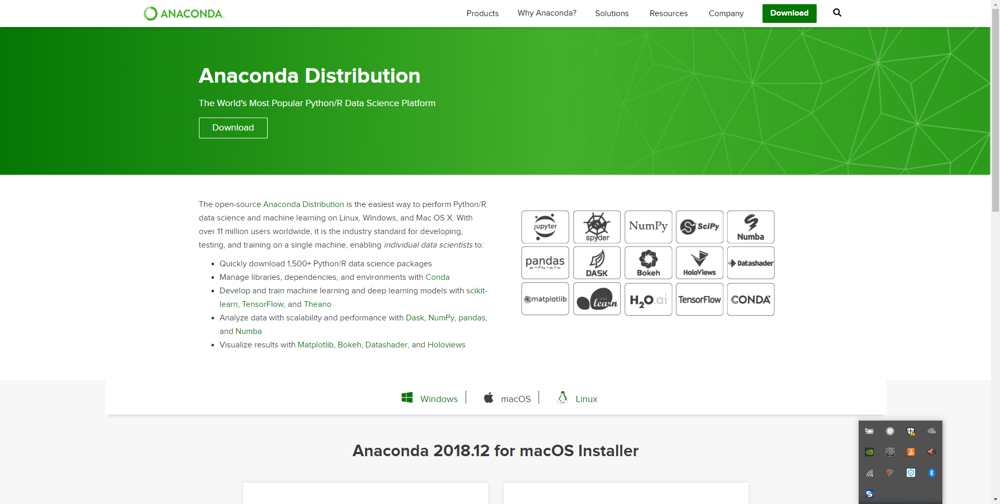 ANACONDA.
Products Why Anaconda? Solutions Resources Company Download
Anaconda Distribution
The World's Most Popular Python/R Data Science Platform
Download
The open-source Anaconda Distribution is the easiest way to perform Python/R
data science and machine learning on Linux, Windows, and Mac OS X. With
over 11 million users worldwide, it is the industry standard for developing,
testing, and training on a single machine, enabling individual data scientists to:
• Quickly download 1,500+ Python/R data science packages
• Manage libraries, dependencies, and environments with Conda
• Develop and train machine learning and deep learning models with scikit-
learn, TensorFlow, and Theano
• Analyze data with scalability and performance with Dask, NumPy, pandas,
and Numba
• Visualize results with Matplotlib, Bokeh, Datashader, and Holoviews
jupyter spyder NumPy SciPy Numba
pandas DASK Bokeh HoloViews Datashader
matplotlib learn H2O.ai TensorFlow CONDA
Windows macOS Linux
Anaconda 2018.12 for macOS Installer